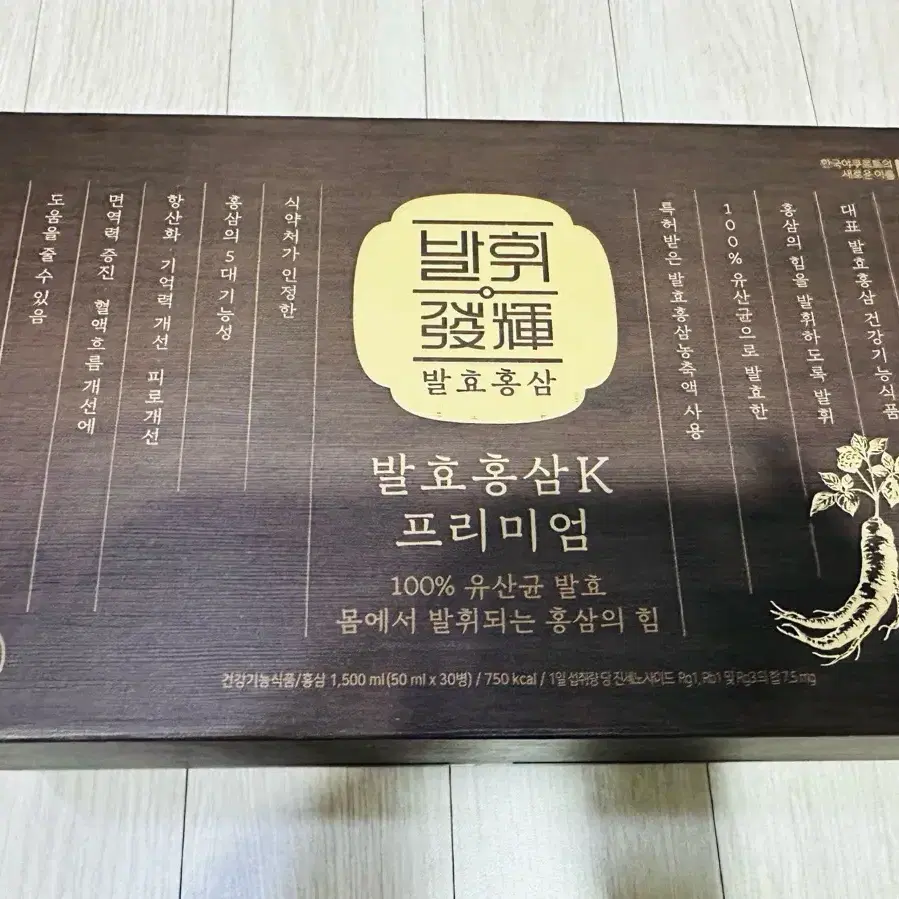 한국야쿠르트의
새로운 이름
대표 발효홍삼 건강기능식품
홍삼의 힘을 발휘하도록 발휘
100% 유산균으로 발효한
특허받은 발효홍삼농축액 사용
발휘
發輝
발효홍삼
식약처가 인정한
홍삼의 5대 기능성
항산화 기억력 개선 피로개선
면역력 증진 혈액흐름 개선에
도움을 줄 수 있음
발효홍삼K
프리미엄
100% 유산균 발효
몸에서 발휘되는 홍삼의 힘
건강기능식품/홍삼 1,500 ml(50 ml x 30병) / 750 kcal / 1일 섭취량 당 진세노사이드 Rg1, Rb1 및 Rg3의 합 7.5 mg